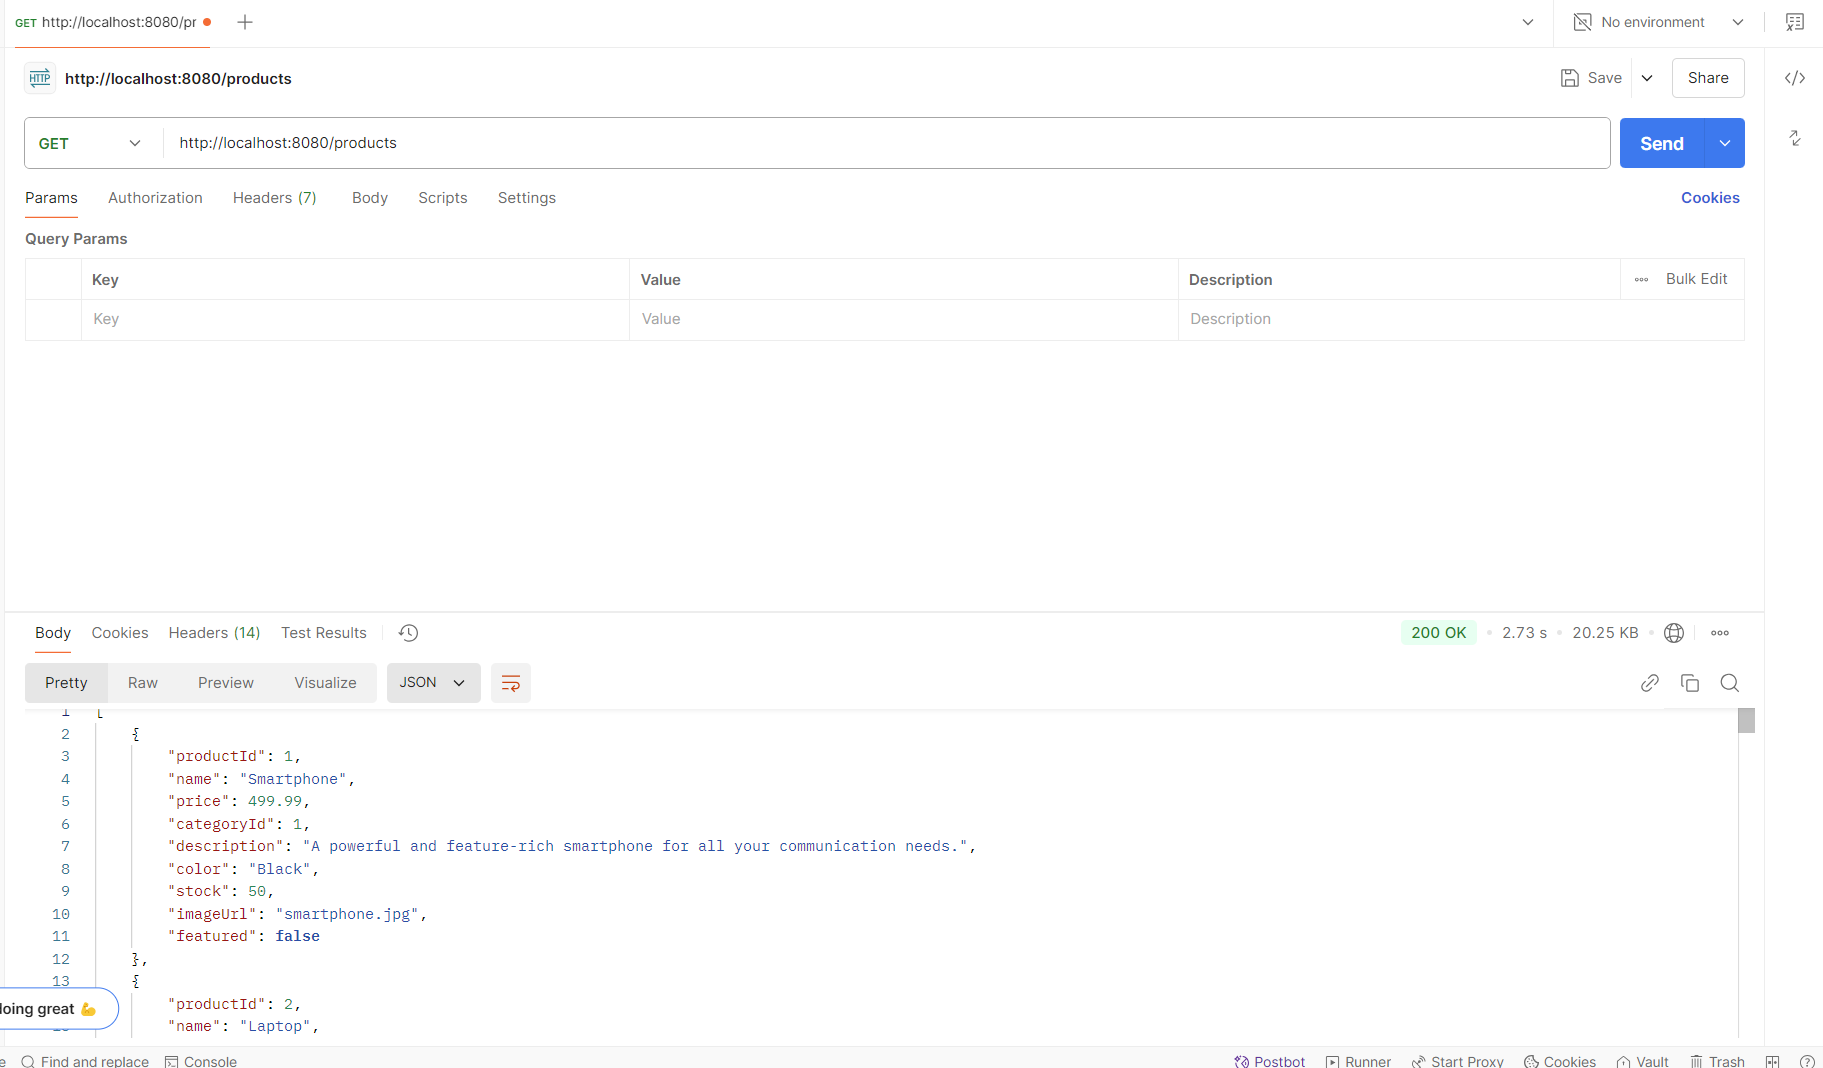 GET http://localhost:8080/pr
No environment
HTTP http://localhost:8080/products
Save
Share
GET http://localhost:8080/products
Send
Params Authorization Headers (7) Body Scripts Settings Cookies
Query Params
Key Value Description Bulk Edit
Key Value Description
Body Cookies Headers (14) Test Results 200 OK 2.73 s 20.25 KB
Pretty Raw Preview Visualize JSON
1 [
2 {
3 "productId": 1,
4 "name": "Smartphone",
5 "price": 499.99,
6 "categoryId": 1,
7 "description": "A powerful and feature-rich smartphone for all your communication needs.",
8 "color": "Black",
9 "stock": 50,
10 "imageUrl": "smartphone.jpg",
11 "featured": false
12 },
13 {
"productId": 2,
doing great 💪
"name": "Laptop",
Find and replace Console Postbot Runner Start Proxy Cookies Vault Trash